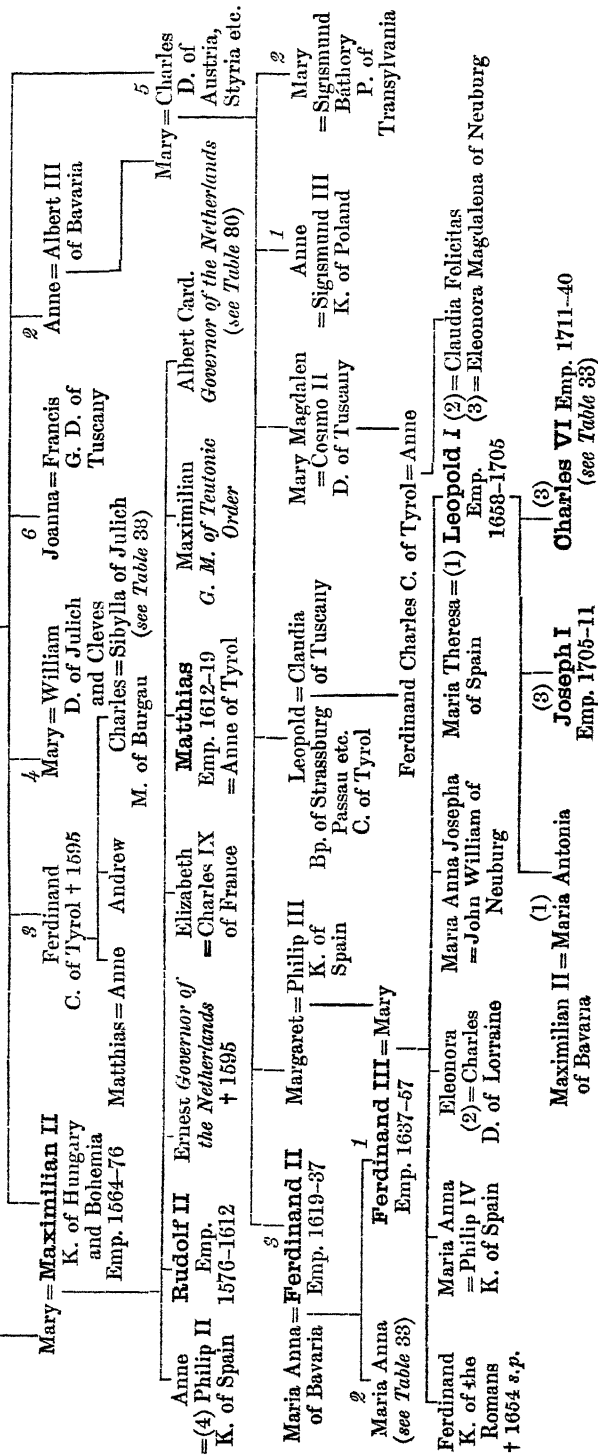 2
Anne = Albert III
of Bavaria
6
Joanna = Francis
G. D. of
Tuscany
4
Mary = William
D. of Julich
and Cleves
3
Ferdinand
C. of Tyrol † 1595
Mary = Maximilian II
K. of Hungary
and Bohemia
Emp. 1564–76
5
Mary = Charles
D. of
Austria,
Styria etc.
Matthias = Anne
Andrew
Charles = Sibylla of Julich
M. of Burgau (see Table 38)
Anne
=(4) Philip II
K. of Spain
Rudolf II
Emp.
1576–1612
Ernest Governor of
the Netherlands
† 1595
Elizabeth
= Charles IX
of France
Matthias
Emp. 1612–19
= Anne of Tyrol
Maximilian
G. M. of Teutonic
Order
Albert Card.
Governor of the Netherlands
(see Table 80)
3
Maria Anna = Ferdinand II
of Bavaria Emp. 1619–37
Margaret = Philip III
K. of
Spain
Leopold = Claudia
Bp. of Strassburg of Tuscany
Passau etc.
C. of Tyrol
Mary Magdalen
= Cosimo II
D. of Tuscany
1
Anne
= Sigismund III
K. of Poland
2
Mary
= Sigismund
Báthory
P. of
Transylvania
2
Maria Anna
(see Table 33)
1
Ferdinand III = Mary
Emp. 1637–57
Ferdinand Charles C. of Tyrol = Anne
Ferdinand
K. of the
Romans
† 1654 s.p.
Maria Anna
= Philip IV
K. of Spain
Eleonora
(2) = Charles
D. of Lorraine
Maria Anna Josepha
= John William of
Neuburg
Maria Theresa = (1) Leopold I (2) = Claudia Folicitas
of Spain Emp. (3) = Eleonora Magdalena of Neuburg
1658–1705
(1)
Maximilian II = Maria Antonia
of Bavaria
(3)
Joseph I
Emp. 1705–11
(3)
Charles VI Emp. 1711–40
(see Table 33)